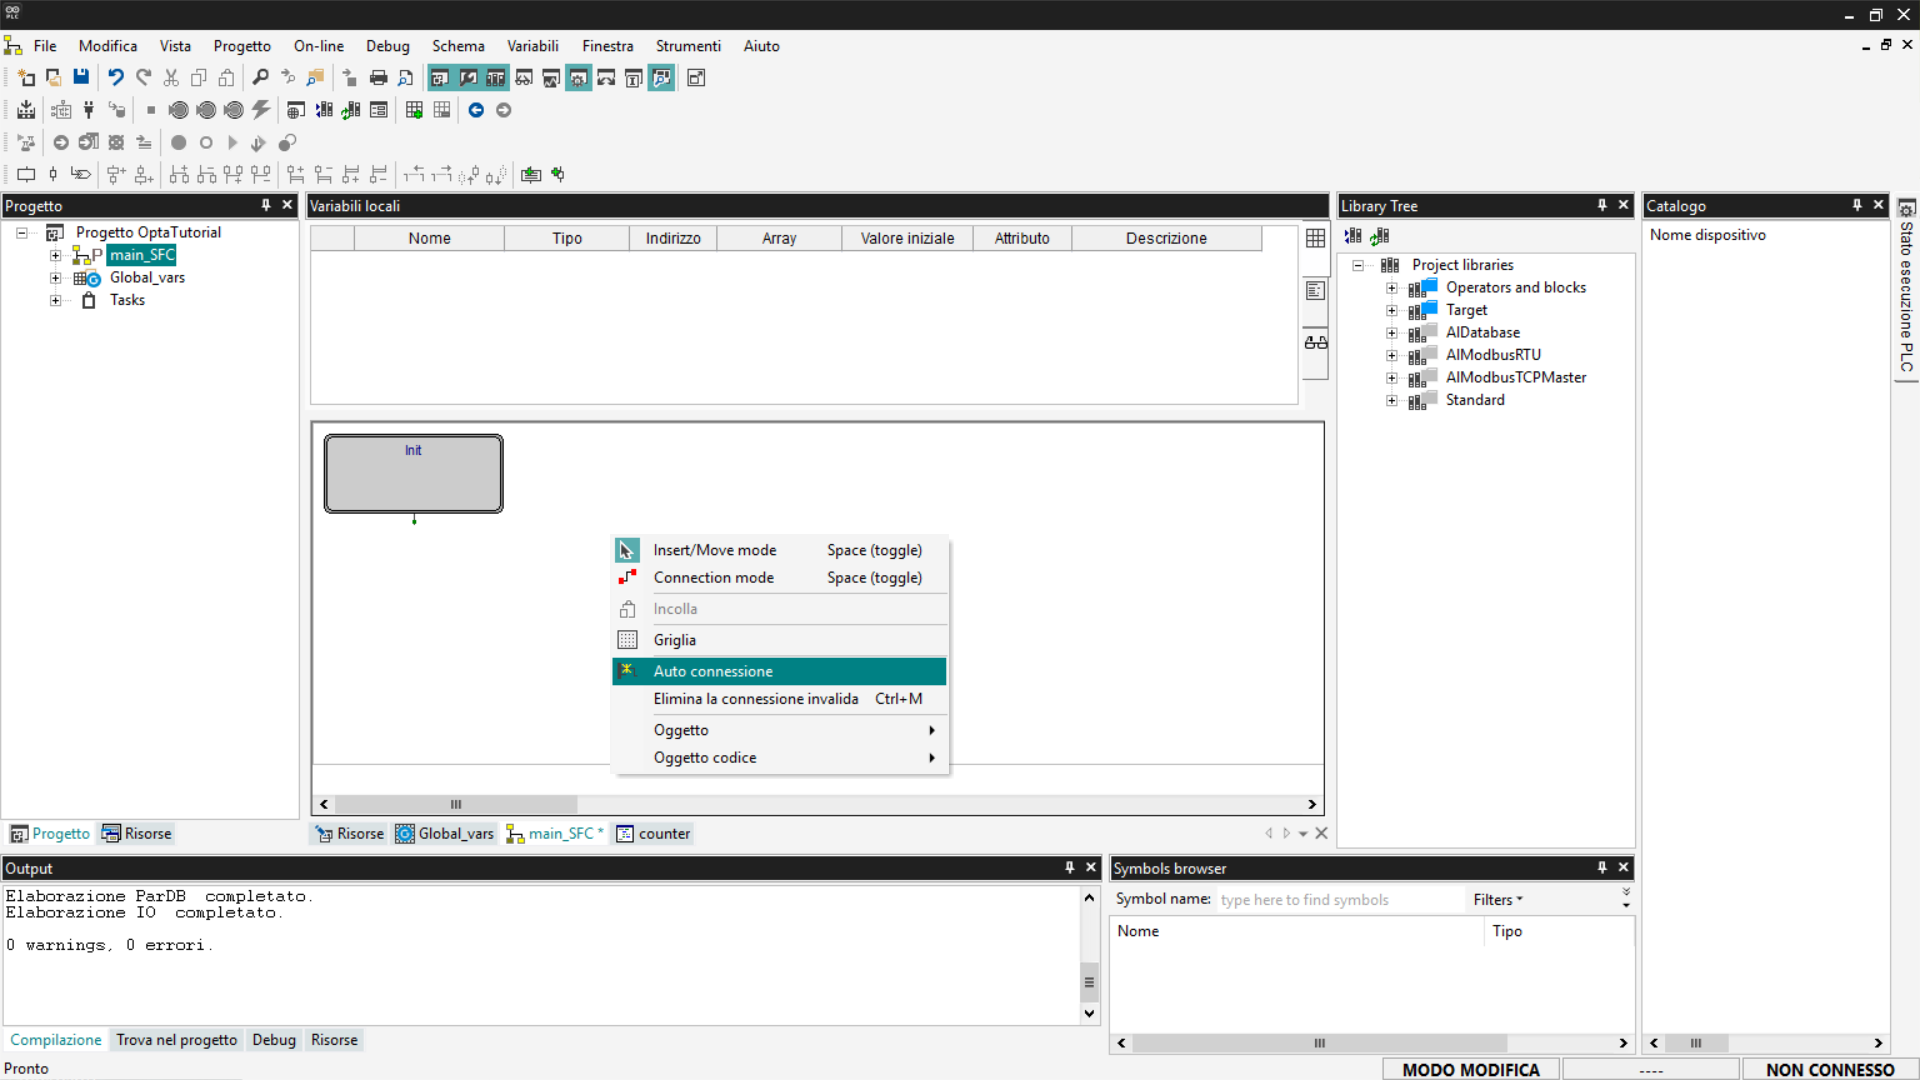 PLC
File Modifica Vista Progetto On-line Debug Schema Variabili Finestra Strumenti Aiuto
Progetto
Progetto OptaTutorial
P main_SFC
Global_vars
Tasks
Progetto Risorse
Variabili locali
Nome Tipo Indirizzo Array Valore iniziale Attributo Descrizione
Init
Insert/Move mode Space (toggle)
Connection mode Space (toggle)
Incolla
Griglia
Auto connessione
Elimina la connessione invalida Ctrl+M
Oggetto
Oggetto codice
Risorse Global_vars main_SFC * counter
Library Tree
Project libraries
Operators and blocks
Target
AlDatabase
AlModbusRTU
AlModbusTCPMaster
Standard
Catalogo
Nome dispositivo
Stato esecuzione PLC
Output
Elaborazione ParDB completato.
Elaborazione IO completato.
0 warnings, 0 errori.
Compilazione Trova nel progetto Debug Risorse
Symbols browser
Symbol name: type here to find symbols Filters
Nome Tipo
Pronto
MODO MODIFICA ---- NON CONNESSO